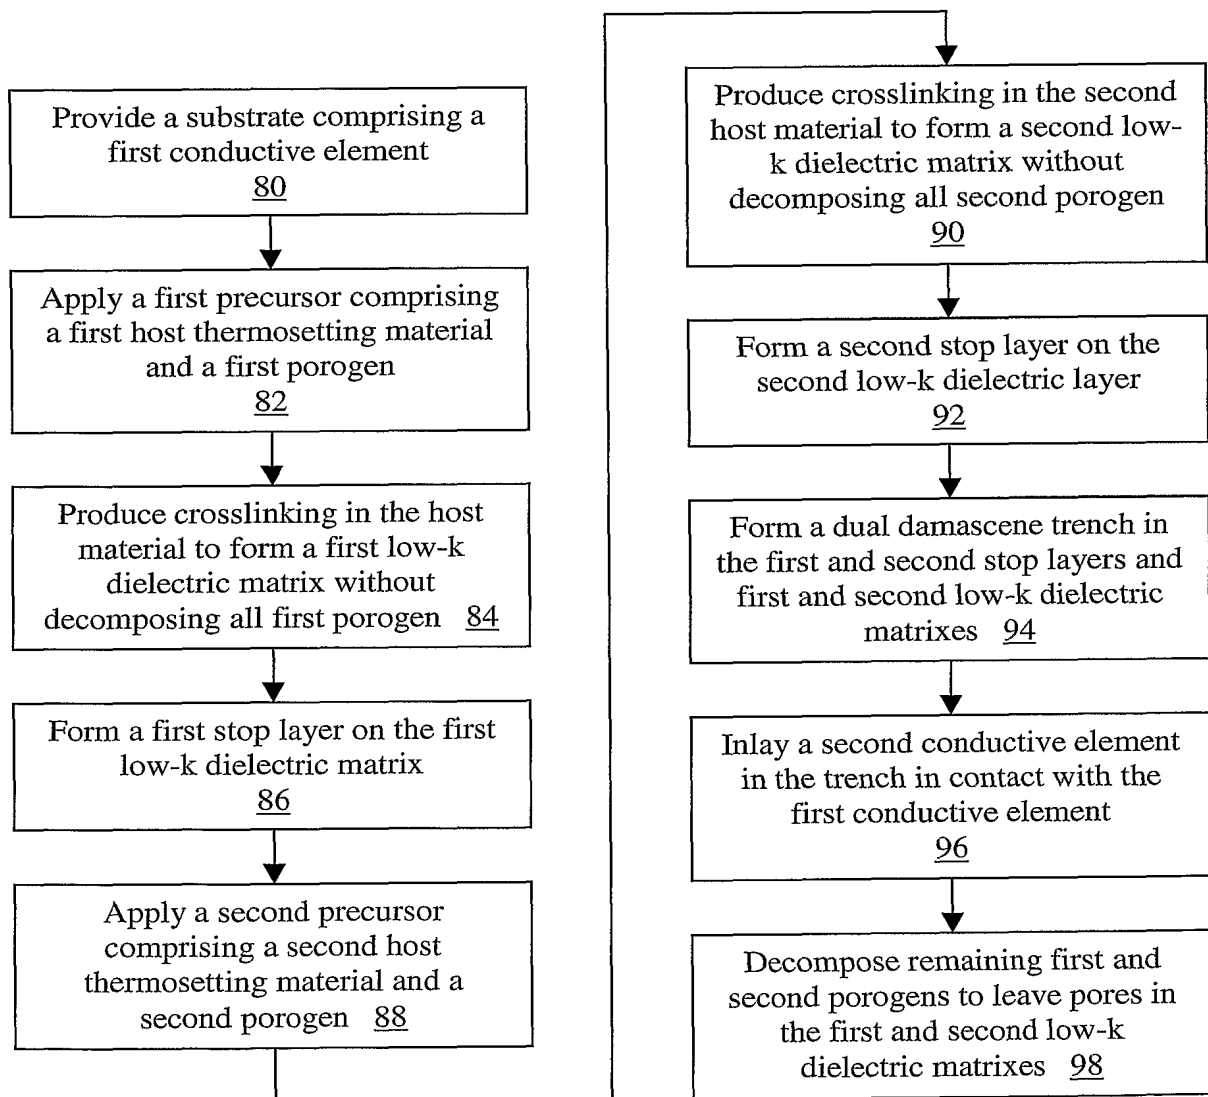 Provide a substrate comprising a
first conductive element
80
Apply a first precursor comprising
a first host thermosetting material
and a first porogen
82
Produce crosslinking in the host
material to form a first low-k
dielectric matrix without
decomposing all first porogen 84
Form a first stop layer on the first
low-k dielectric matrix
86
Apply a second precursor
comprising a second host
thermosetting material and a
second porogen 88
Produce crosslinking in the second
host material to form a second low-
k dielectric matrix without
decomposing all second porogen
90
Form a second stop layer on the
second low-k dielectric layer
92
Form a dual damascene trench in
the first and second stop layers and
first and second low-k dielectric
matrixes 94
Inlay a second conductive element
in the trench in contact with the
first conductive element
96
Decompose remaining first and
second porogens to leave pores in
the first and second low-k
dielectric matrixes 98